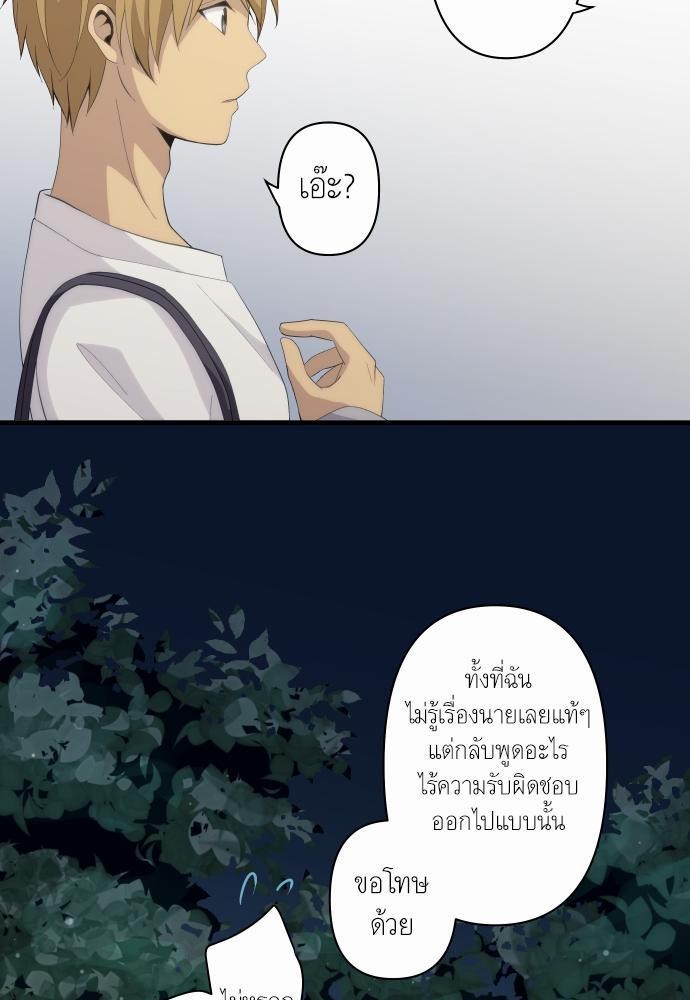 เอ๊ะ?
ทั้งที่ฉัน
ไม่รู้เรื่องนายเลยแท้ๆ
แต่กลับพูดอะไร
ไร้ความรับผิดชอบ
ออกไปแบบนั้น
ขอโทษ
ด้วย